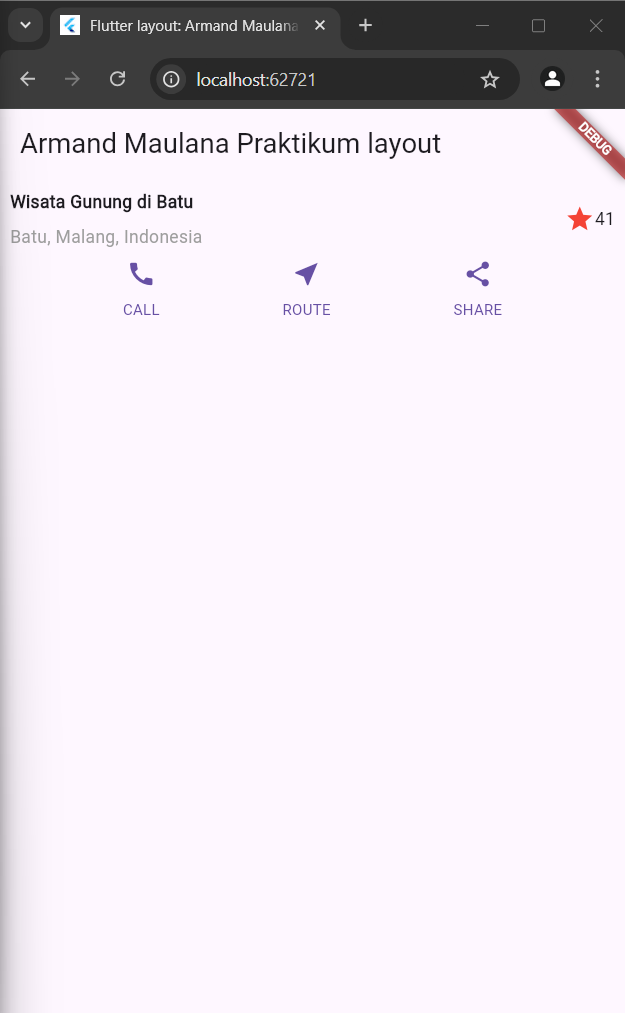 Flutter layout: Armand Maulana
localhost:62721
DEBUG
Armand Maulana Praktikum layout
Wisata Gunung di Batu
41
Batu, Malang, Indonesia
CALL ROUTE SHARE